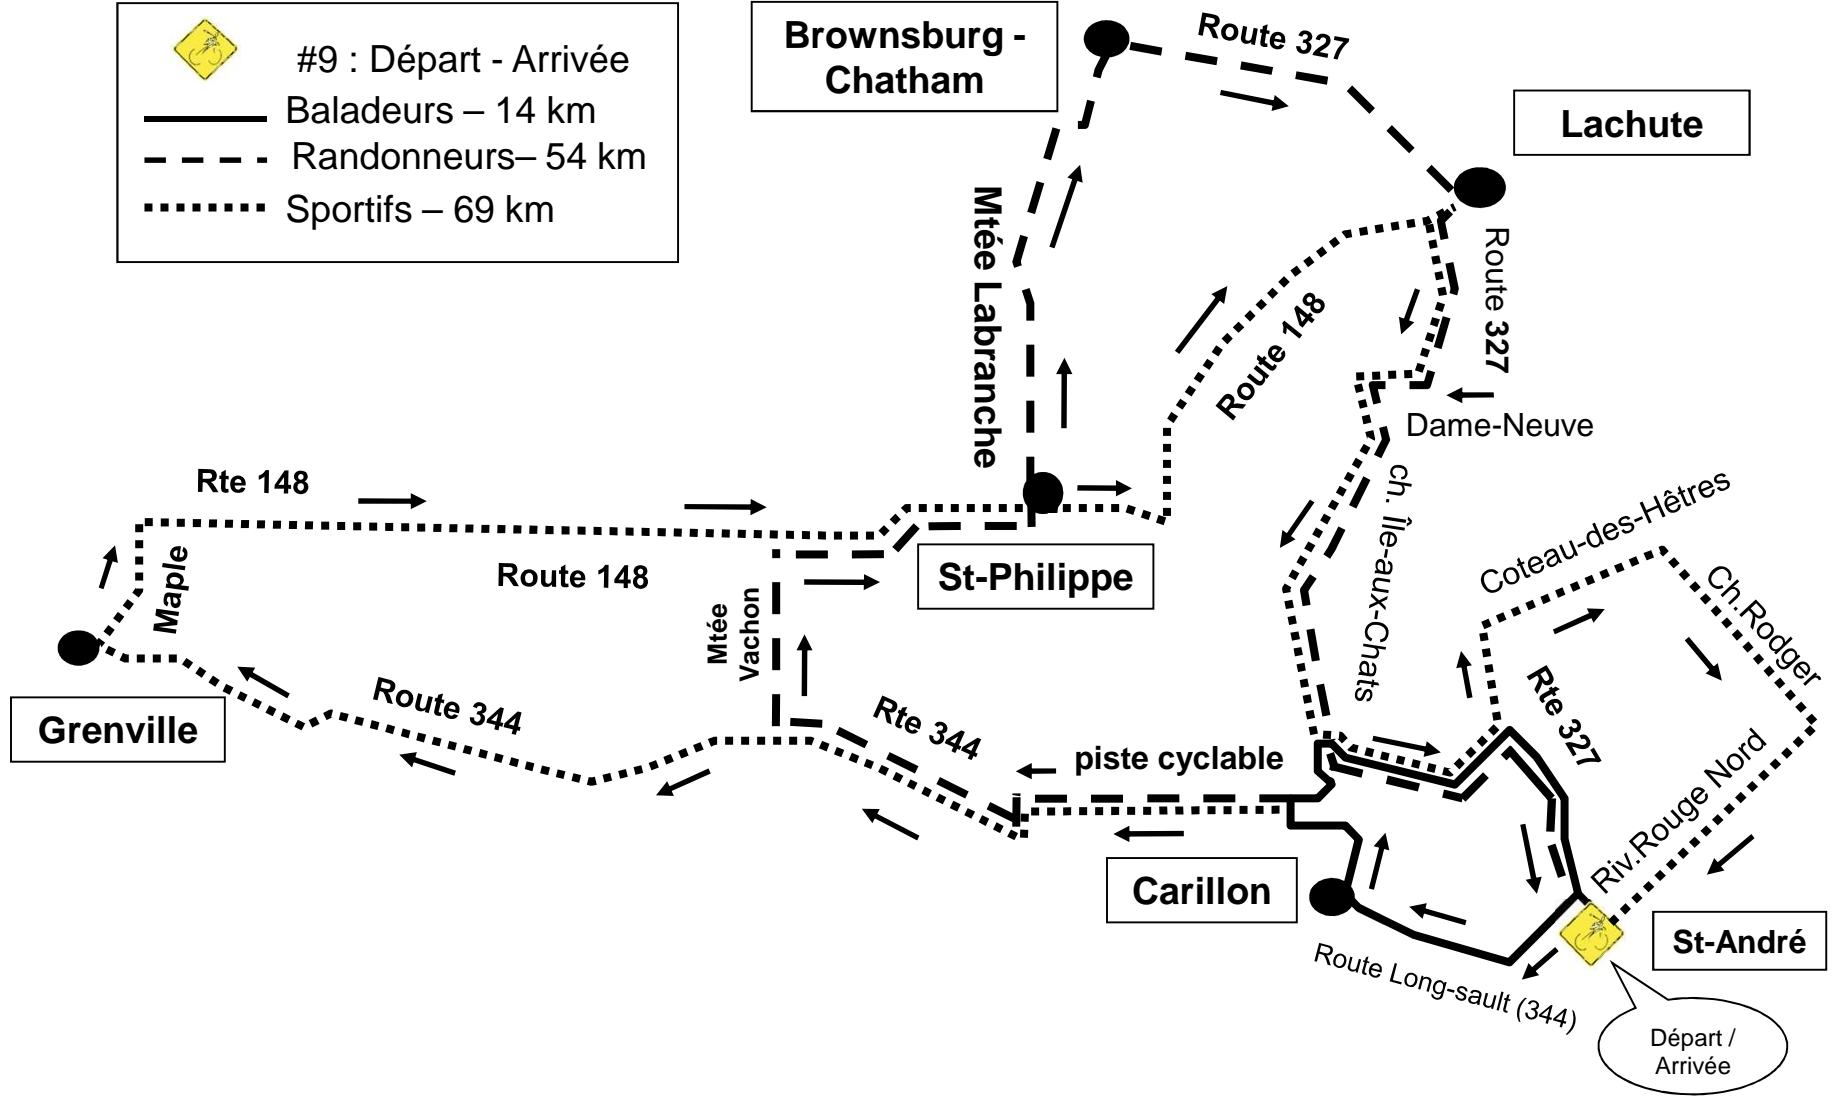 #9 : Départ - Arrivée
Baladeurs – 14 km
Randonneurs– 54 km
Sportifs – 69 km
Brownsburg -
Chatham
Route 327
Lachute
Mtée Labranche
Route 327
Route 148
Dame-Neuve
Rte 148
ch. Île-aux-Chats
Coteau-des-Hêtres
Route 148
St-Philippe
Maple
Mtée
Vachon
Ch.Rodger
Grenville
Route 344
Rte 344
Rte 327
piste cyclable
Riv.Rouge Nord
Carillon
St-André
Route Long-sault (344)
Départ /
Arrivée